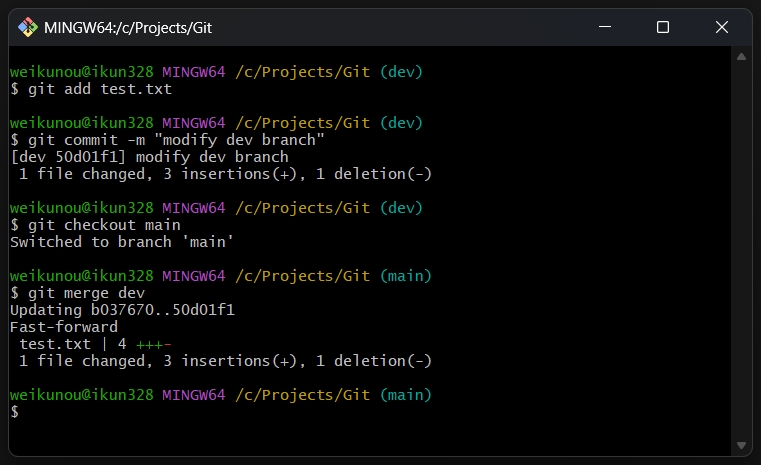 MINGW64:/c/Projects/Git
weikunou@ikun328 MINGW64 /c/Projects/Git (dev)
$ git add test.txt
weikunou@ikun328 MINGW64 /c/Projects/Git (dev)
$ git commit -m "modify dev branch"
[dev 50d01f1] modify dev branch
 1 file changed, 3 insertions(+), 1 deletion(-)
weikunou@ikun328 MINGW64 /c/Projects/Git (dev)
$ git checkout main
Switched to branch 'main'
weikunou@ikun328 MINGW64 /c/Projects/Git (main)
$ git merge dev
Updating b037670..50d01f1
Fast-forward
 test.txt | 4 +++-
 1 file changed, 3 insertions(+), 1 deletion(-)
weikunou@ikun328 MINGW64 /c/Projects/Git (main)
$